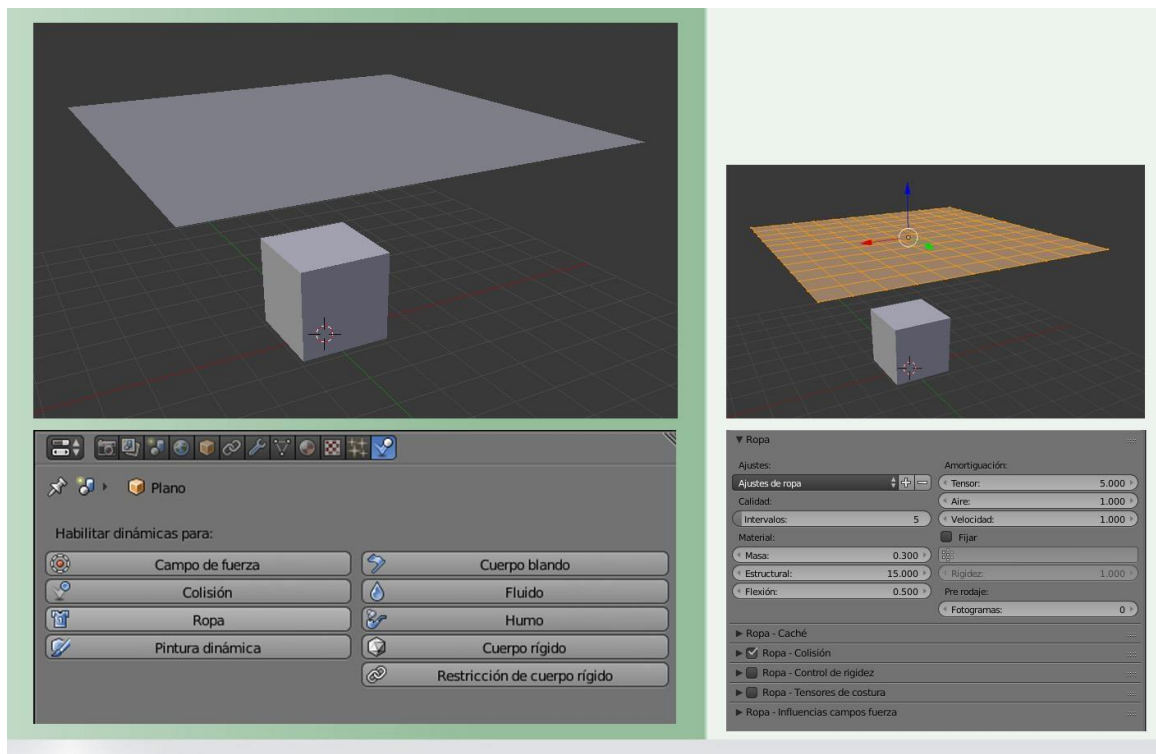 Plano
Habilitar dinámicas para:
Campo de fuerza
Cuerpo blando
Colisión
Fluido
Ropa
Humo
Pintura dinámica
Cuerpo rígido
Restricción de cuerpo rígido
Ropa
Ajustes:
Amortiguación:
Ajustes de ropa
Tensor: 5.000
Calidad:
Aire: 1.000
Intervalos: 5
Velocidad: 1.000
Material:
Fijar
Masa: 0.300
Estructural: 15.000
Rigidez: 1.000
Flexión: 0.500
Pre rodaje:
Fotogramas: 0
Ropa - Caché
Ropa - Colisión
Ropa - Control de rigidez
Ropa - Tensores de costura
Ropa - Influencias campos fuerza